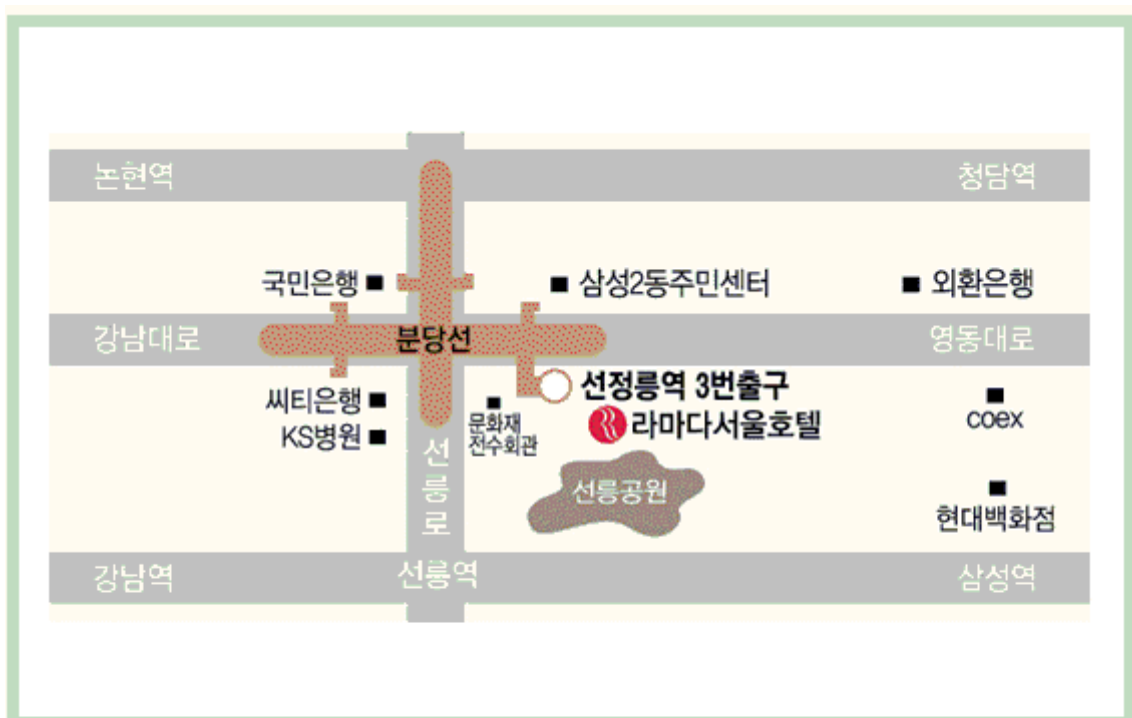 논현역
청담역
국민은행
삼성2동주민센터
외환은행
강남대로
분당선
영동대로
선정릉역 3번출구
씨티은행
문화재
전수회관
라마다서울호텔
coex
KS병원
선릉로
선릉공원
현대백화점
강남역
선릉역
삼성역